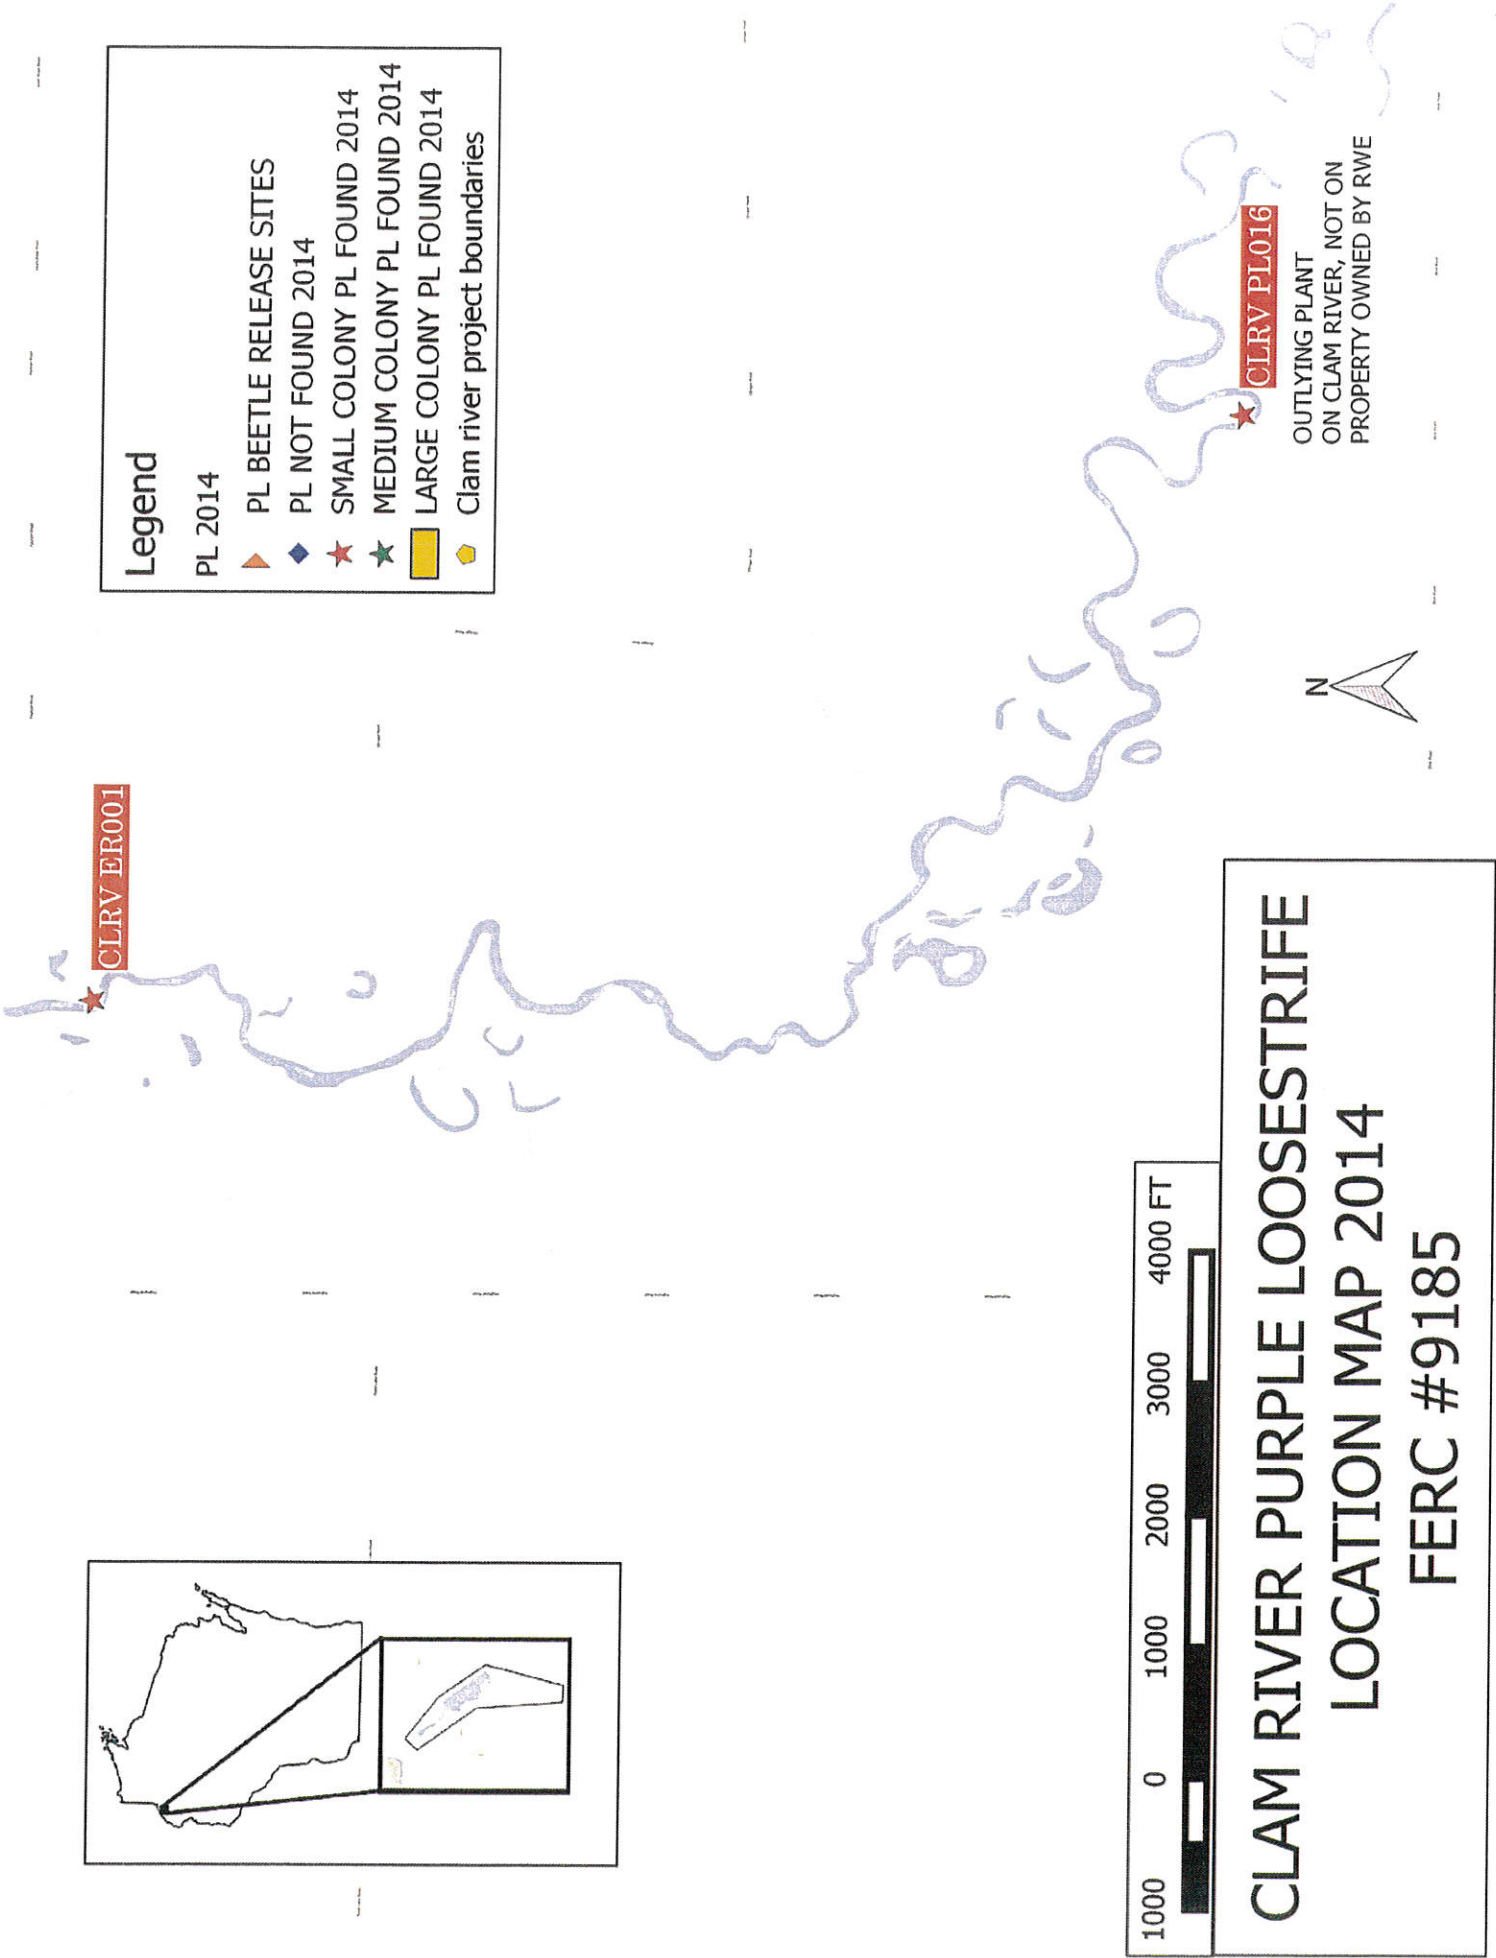 Legend
PL 2014
PL BEETLE RELEASE SITES
PL NOT FOUND 2014
SMALL COLONY PL FOUND 2014
MEDIUM COLONY PL FOUND 2014
LARGE COLONY PL FOUND 2014
Clam river project boundaries
CLRV ER001
CLRV PL016
OUTLYING PLANT
ON CLAM RIVER, NOT ON
PROPERTY OWNED BY RWE
N
1000 0 1000 2000 3000 4000 FT
CLAM RIVER PURPLE LOOSESTRIFE
LOCATION MAP 2014
FERC #9185